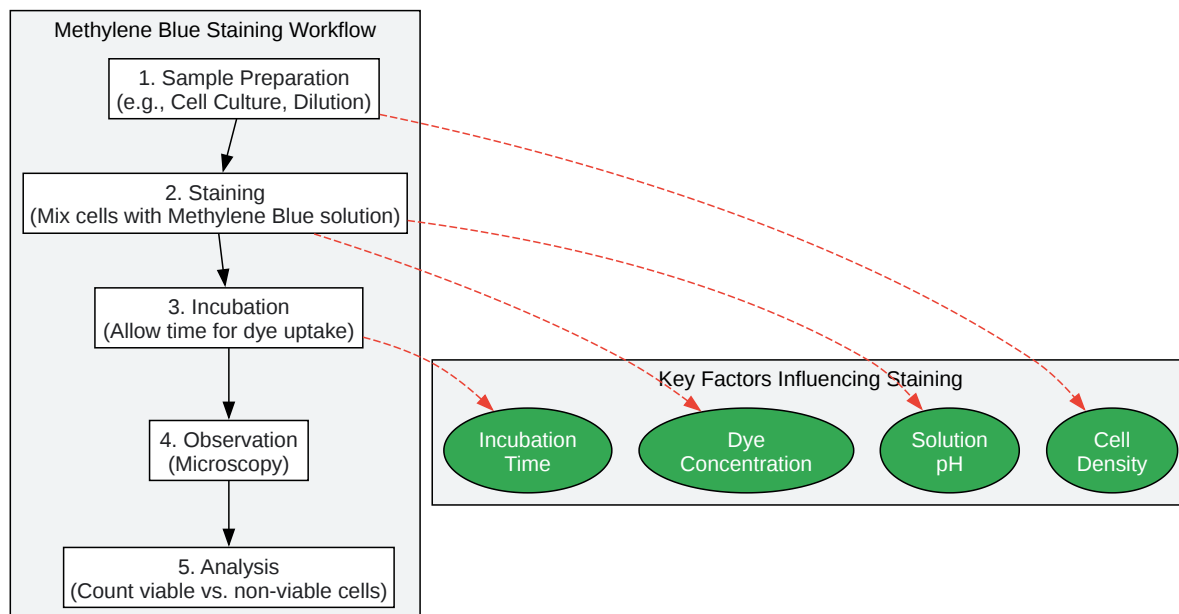 Methylene Blue Staining Workflow
1. Sample Preparation
(e.g., Cell Culture, Dilution)
2. Staining
(Mix cells with Methylene Blue solution)
3. Incubation
(Allow time for dye uptake)
4. Observation
(Microscopy)
5. Analysis
(Count viable vs. non-viable cells)
Key Factors Influencing Staining
Incubation
Time
Dye
Concentration
Solution
pH
Cell
Density